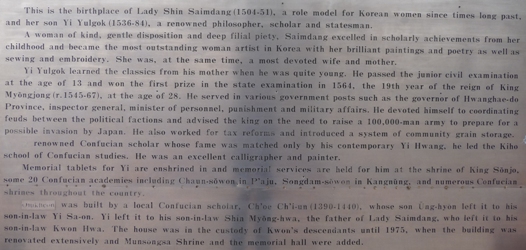 This is the birthplace of Lady Shin Saimdang(1504-51), a role model for Korean women since times long past,
and her son Yi Yulgok(1536-84), a renowned philosopher, scholar and statesman.
A woman of kind, gentle disposition and deep filial piety, Saimdang excelled in scholarly achievements from her
childhood and became the most outstanding woman artist in Korea with her brilliant paintings and poetry as well as
sewing and embroidery. She was, at the same time, a most devoted wife and mother.
Yi Yulgok learned the classics from his mother when he was quite young. He passed the junior civil examination
at the age of 13 and won the first prize in the state examination in 1564, the 19th year of the reign of King
Myŏngjong(r.1545-67), at the age of 28. He served in various government posts such as the governor of Hwanghae-do
Province, inspector general, minister of personnel, punishment and military affairs. He devoted himself to coordinating
feuds between the political factions and advised the king on the need to raise a 100,000-man army to prepare for a
possible invasion by Japan. He also worked for tax reforms and introduced a system of community grain storage.
renowned Confucian scholar whose fame was matched only by his contemporary Yi Hwang, he led the Kiho
school of Confucian studies. He was an excellent calligrapher and painter.
Memorial tablets for Yi are enshrined in and memorial services are held for him at the shrine of King Sŏnjo,
some 20 Confucian academies including Chaun-sŏwŏn in P'aju, Songdam-sŏwŏn in Kangnŭng, and numerous Confucian
shrines throughout the country.
was built by a local Confucian scholar, Ch'oe Ch'i-un (1390-1440), whose son Ŭng-hyŏn left it to his
son-in-law Yi Sa-on. Yi left it to his son-in-law Shin Myŏng-hwa, the father of Lady Saimdang, who left it to his
son-in-law Kwon Hwa. The house was in the custody of Kwon's descendants until 1975, when the building was
renovated extensively and Munsongsa Shrine and the memorial hall were added.